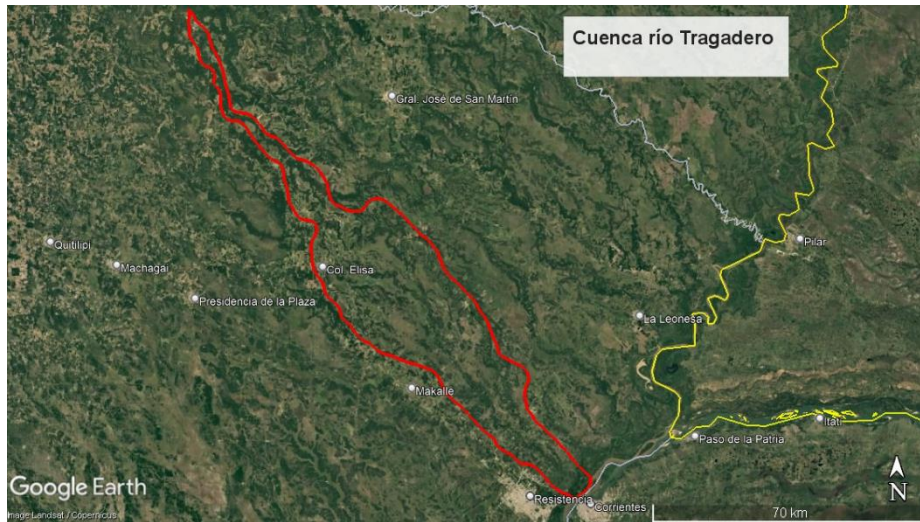 Cuenca río Tragadero
Gral. José de San Martín
Quitilipi
Pilar
Machagai
Col. Elisa
Presidencia de la Plaza
La Leonesa
Makalle
Itatí
Paso de la Patria
Google Earth
N
Resistencia
Corrientes
Image Landsat / Copernicus
70 km